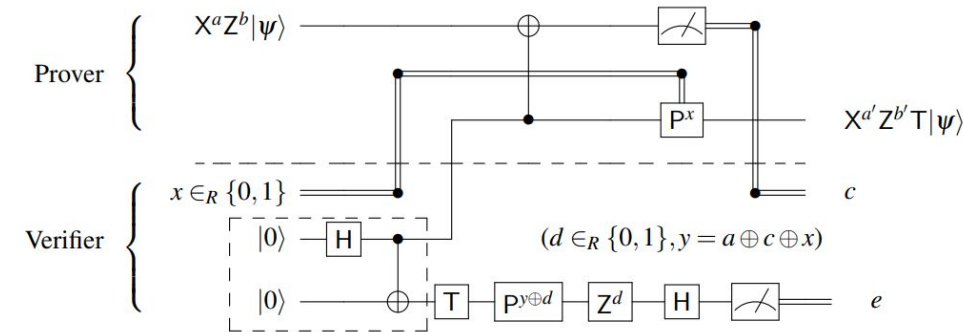 X^a Z^b|ψ⟩
Prover
P^x
X^{a'} Z^{b'} T|ψ⟩
x ∈_R {0,1}
c
Verifier
|0⟩ H
(d ∈_R {0,1}, y = a ⊕ c ⊕ x)
|0⟩ T P^{y⊕d} Z^d H e